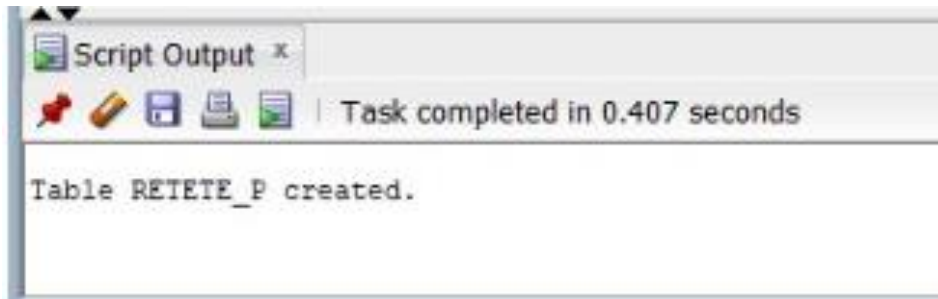 Script Output x
Task completed in 0.407 seconds
Table RETETE_P created.